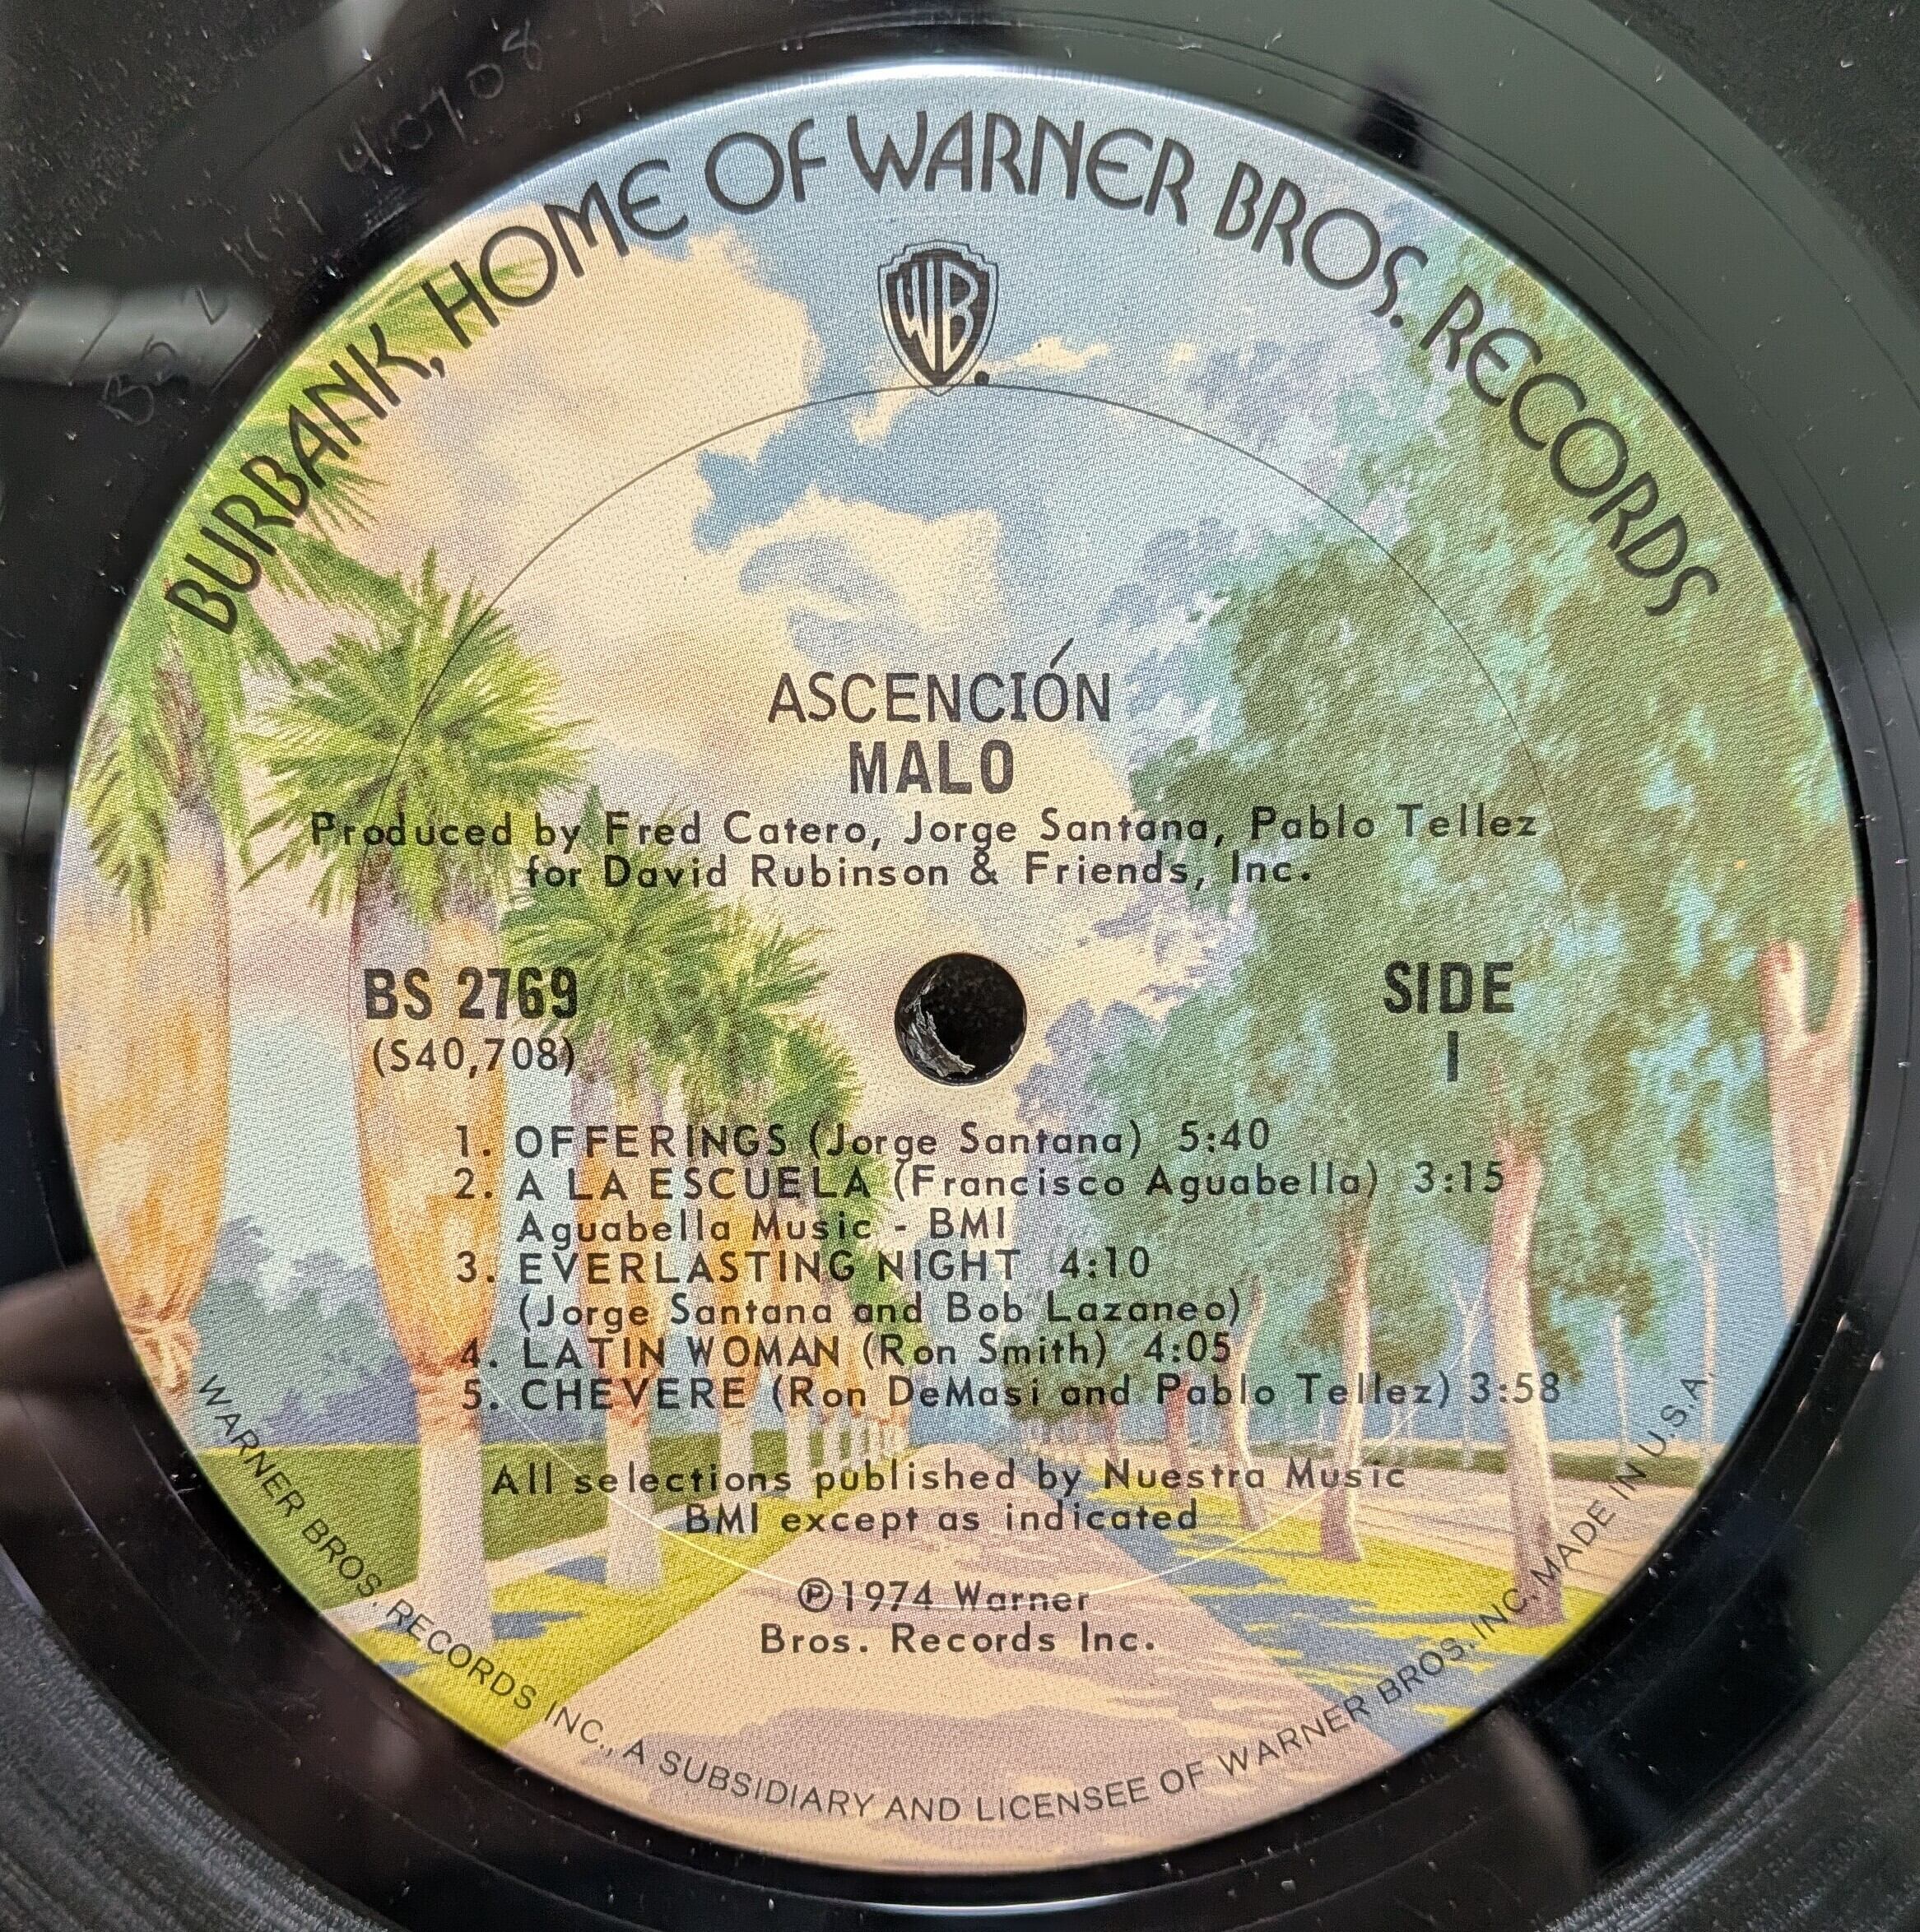 BURBANK, HOME OF WARNER BROS. RECORDS
WB
ASCENCIÓN
MALO
Produced by Fred Catero, Jorge Santana, Pablo Tellez
for David Rubinson & Friends, Inc.
BS 2769
(S40,708)
SIDE
1
1. OFFERINGS (Jorge Santana) 5:40
2. A LA ESCUELA (Francisco Aguabella) 3:15
Aguabella Music - BMI
3. EVERLASTING NIGHT 4:10
(Jorge Santana and Bob Lazaneo)
4. LATIN WOMAN (Ron Smith) 4:05
5. CHEVERE (Ron DeMasi and Pablo Tellez) 3:58
All selections published by Nuestra Music
BMI except as indicated
℗1974 Warner
Bros. Records Inc.
WARNER BROS. RECORDS INC., A SUBSIDIARY AND LICENSEE OF WARNER BROS. INC. MADE IN U.S.A.